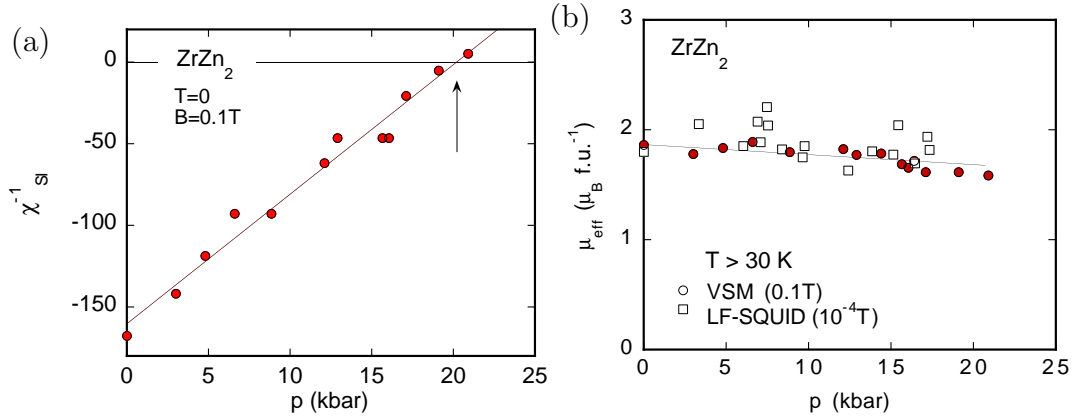 (a)
0
-50
-100
-150
χ⁻¹ SI
ZrZn₂
T=0
B=0.1T
0 5 10 15 20 25
p (kbar)
(b)
3
2
1
0
μeff (μB f.u.⁻¹)
ZrZn₂
T > 30 K
VSM (0.1T)
LF-SQUID (10⁻⁴T)
0 5 10 15 20 25
p (kbar)